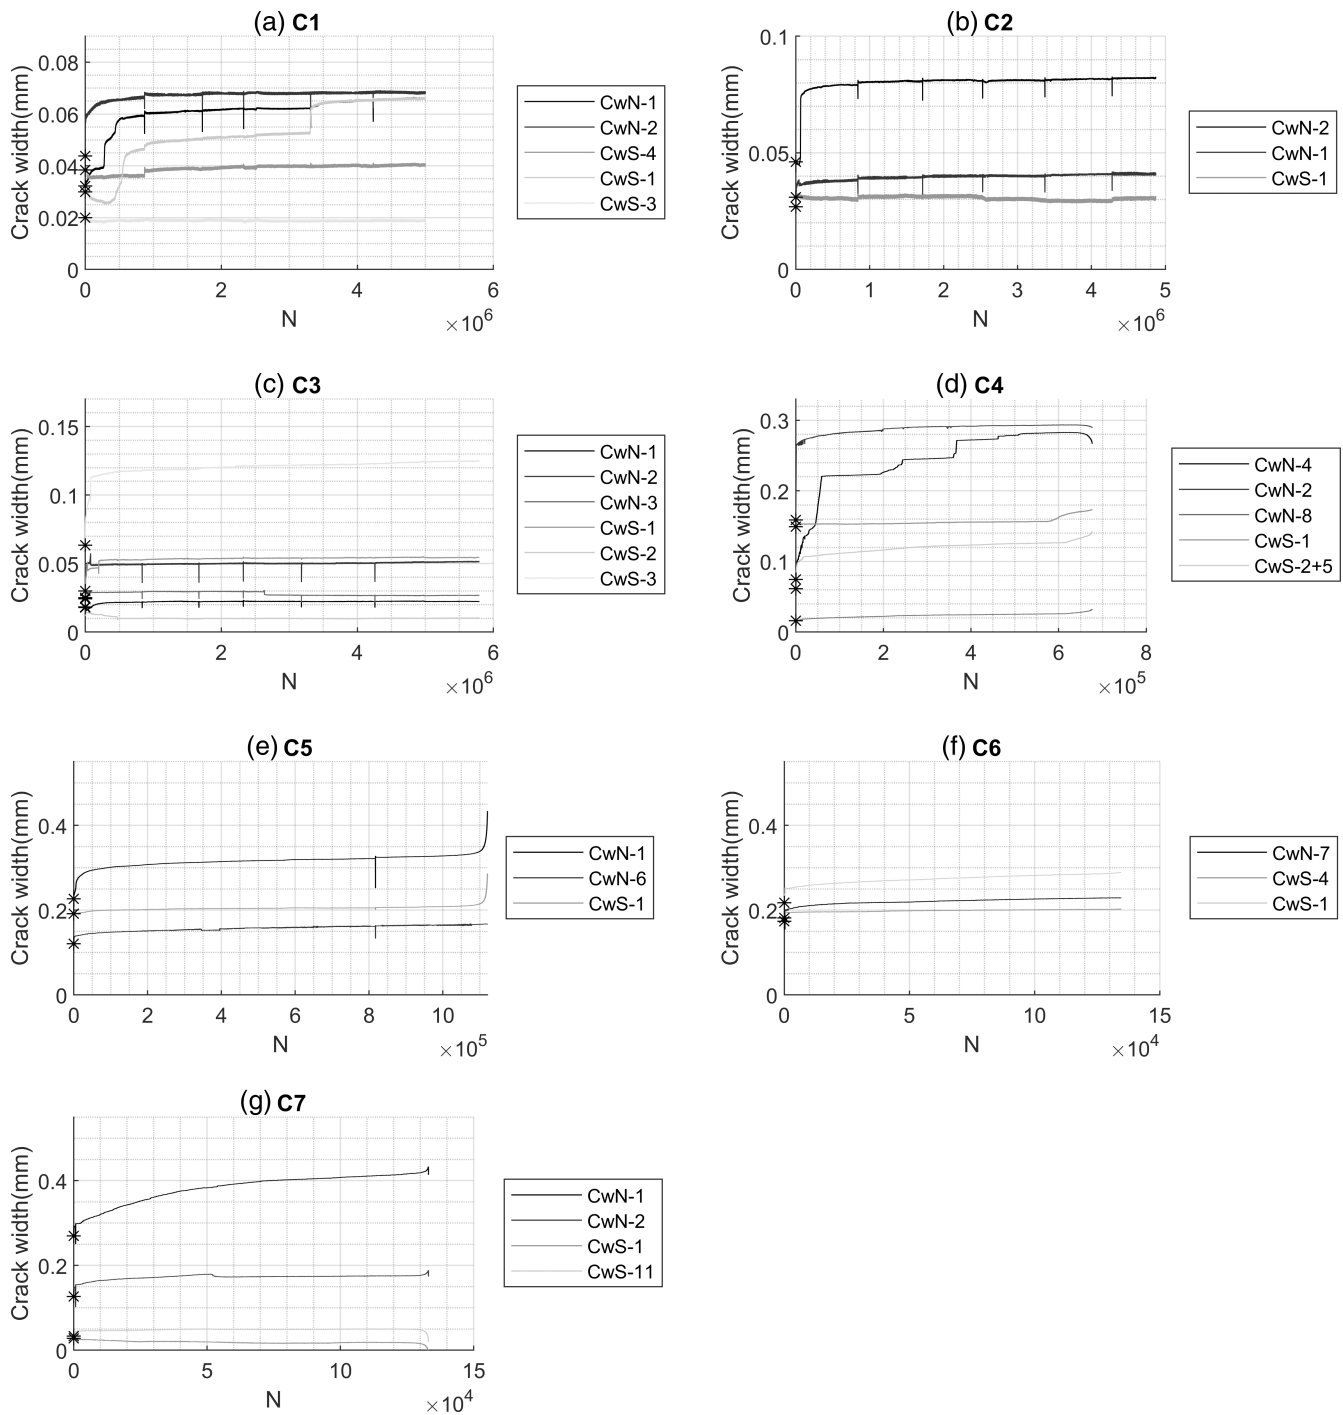 (a) C1
Crack width(mm)
0.08
0.06
0.04
0.02
0
0 2 4 6
×10^6
N
CwN-1
CwN-2
CwS-4
CwS-1
CwS-3
(b) C2
Crack width(mm)
0.1
0.05
0
0 1 2 3 4 5
×10^6
N
CwN-2
CwN-1
CwS-1
(c) C3
Crack width(mm)
0.15
0.1
0.05
0
0 2 4 6
×10^6
N
CwN-1
CwN-2
CwN-3
CwS-1
CwS-2
CwS-3
(d) C4
Crack width(mm)
0.3
0.2
0.1
0
0 2 4 6 8
×10^5
N
CwN-4
CwN-2
CwN-8
CwS-1
CwS-2+5
(e) C5
Crack width(mm)
0.4
0.2
0
0 2 4 6 8 10
×10^5
N
CwN-1
CwN-6
CwS-1
(f) C6
Crack width(mm)
0.4
0.2
0
0 5 10 15
×10^4
N
CwN-7
CwS-4
CwS-1
(g) C7
Crack width(mm)
0.4
0.2
0
0 5 10 15
×10^4
N
CwN-1
CwN-2
CwS-1
CwS-11